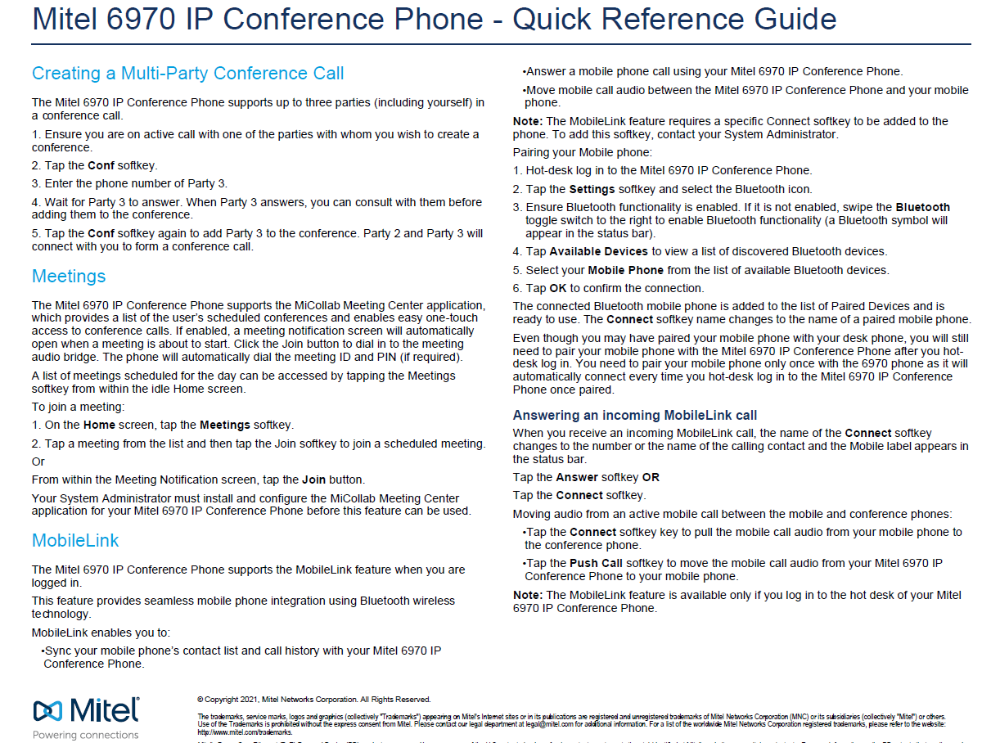 Mitel 6970 IP Conference Phone - Quick Reference Guide
Creating a Multi-Party Conference Call
The Mitel 6970 IP Conference Phone supports up to three parties (including yourself) in
a conference call.
1. Ensure you are on active call with one of the parties with whom you wish to create a
conference.
2. Tap the Conf softkey.
3. Enter the phone number of Party 3.
4. Wait for Party 3 to answer. When Party 3 answers, you can consult with them before
adding them to the conference.
5. Tap the Conf softkey again to add Party 3 to the conference. Party 2 and Party 3 will
connect with you to form a conference call.
Meetings
The Mitel 6970 IP Conference Phone supports the MiCollab Meeting Center application,
which provides a list of the user's scheduled conferences and enables easy one-touch
access to conference calls. If enabled, a meeting notification screen will automatically
open when a meeting is about to start. Click the Join button to dial in to the meeting
audio bridge. The phone will automatically dial the meeting ID and PIN (if required).
A list of meetings scheduled for the day can be accessed by tapping the Meetings
softkey from within the idle Home screen.
To join a meeting:
1. On the Home screen, tap the Meetings softkey.
2. Tap a meeting from the list and then tap the Join softkey to join a scheduled meeting.
Or
From within the Meeting Notification screen, tap the Join button.
Your System Administrator must install and configure the MiCollab Meeting Center
application for your Mitel 6970 IP Conference Phone before this feature can be used.
MobileLink
The Mitel 6970 IP Conference Phone supports the MobileLink feature when you are
logged in.
This feature provides seamless mobile phone integration using Bluetooth wireless
technology.
MobileLink enables you to:
•Sync your mobile phone's contact list and call history with your Mitel 6970 IP
Conference Phone.
•Answer a mobile phone call using your Mitel 6970 IP Conference Phone.
•Move mobile call audio between the Mitel 6970 IP Conference Phone and your mobile
phone.
Note: The MobileLink feature requires a specific Connect softkey to be added to the
phone. To add this softkey, contact your System Administrator.
Pairing your Mobile phone:
1. Hot-desk log in to the Mitel 6970 IP Conference Phone.
2. Tap the Settings softkey and select the Bluetooth icon.
3. Ensure Bluetooth functionality is enabled. If it is not enabled, swipe the Bluetooth
toggle switch to the right to enable Bluetooth functionality (a Bluetooth symbol will
appear in the status bar).
4. Tap Available Devices to view a list of discovered Bluetooth devices.
5. Select your Mobile Phone from the list of available Bluetooth devices.
6. Tap OK to confirm the connection.
The connected Bluetooth mobile phone is added to the list of Paired Devices and is
ready to use. The Connect softkey name changes to the name of a paired mobile phone.
Even though you may have paired your mobile phone with your desk phone, you will still
need to pair your mobile phone with the Mitel 6970 IP Conference Phone after you hot-
desk log in. You need to pair your mobile phone only once with the 6970 phone as it will
automatically connect every time you hot-desk log in to the Mitel 6970 IP Conference
Phone once paired.
Answering an incoming MobileLink call
When you receive an incoming MobileLink call, the name of the Connect softkey
changes to the number or the name of the calling contact and the Mobile label appears in
the status bar.
Tap the Answer softkey OR
Tap the Connect softkey.
Moving audio from an active mobile call between the mobile and conference phones:
•Tap the Connect softkey key to pull the mobile call audio from your mobile phone to
the conference phone.
•Tap the Push Call softkey to move the mobile call audio from your Mitel 6970 IP
Conference Phone to your mobile phone.
Note: The MobileLink feature is available only if you log in to the hot desk of your Mitel
6970 IP Conference Phone.
Mitel®
Powering connections
© Copyright 2021, Mitel Networks Corporation. All Rights Reserved.
The trademarks, service marks, logos and graphics (collectively "Trademarks") appearing on Mitel's Internet sites or in its publications are registered and unregistered trademarks of Mitel Networks Corporation (MNC) or its subsidiaries (collectively "Mitel") or others.
Use of the Trademarks is prohibited without the express consent from Mitel. Please contact our legal department at legal@mitel.com for additional information. For a list of the worldwide Mitel Networks Corporation registered trademarks, please refer to the website:
http://www.mitel.com/trademarks.